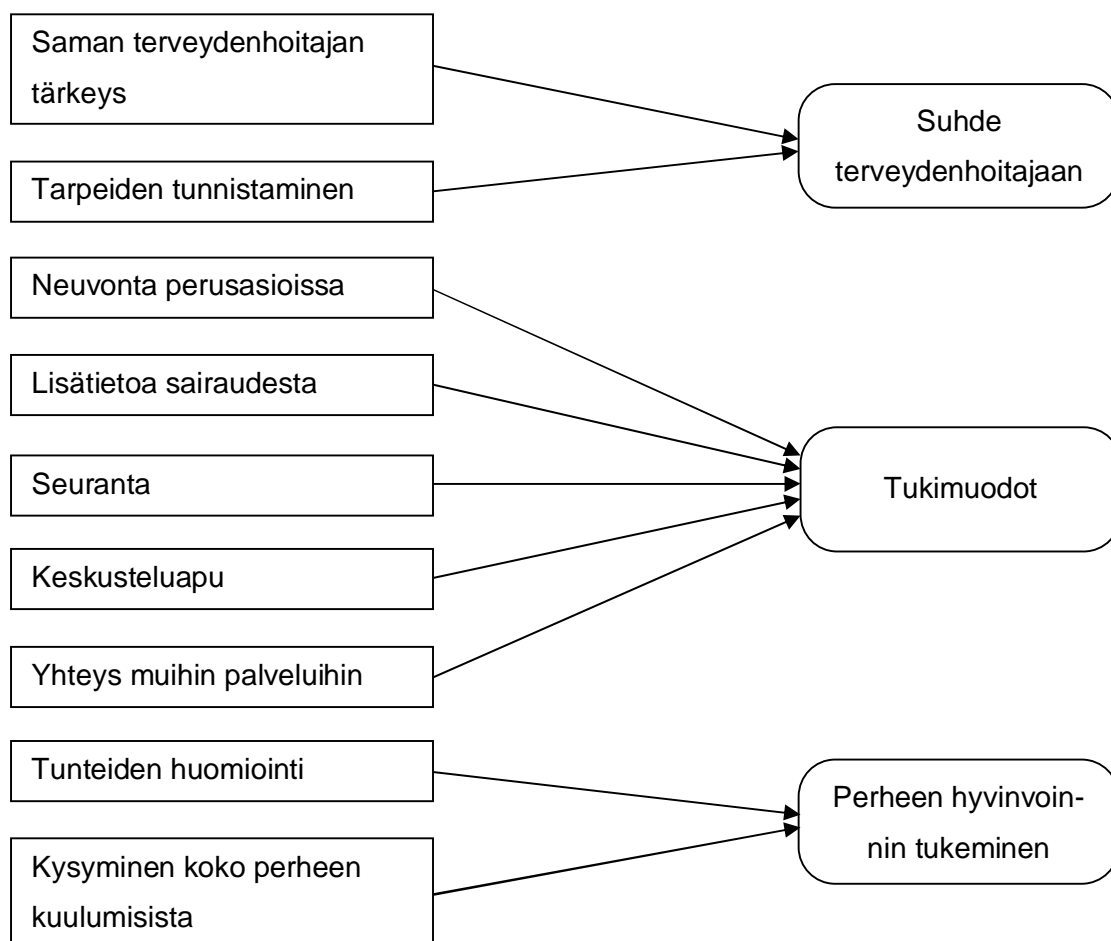 Saman terveydenhoitajan
tärkeys
Tarpeiden tunnistaminen
Suhde
terveydenhoitajaan
Neuvonta perusasioissa
Lisätietoa sairaudesta
Seuranta
Keskusteluapu
Yhteys muihin palveluihin
Tukimuodot
Tunteiden huomiointi
Kysyminen koko perheen
kuulumisista
Perheen hyvinvoin-
nin tukeminen